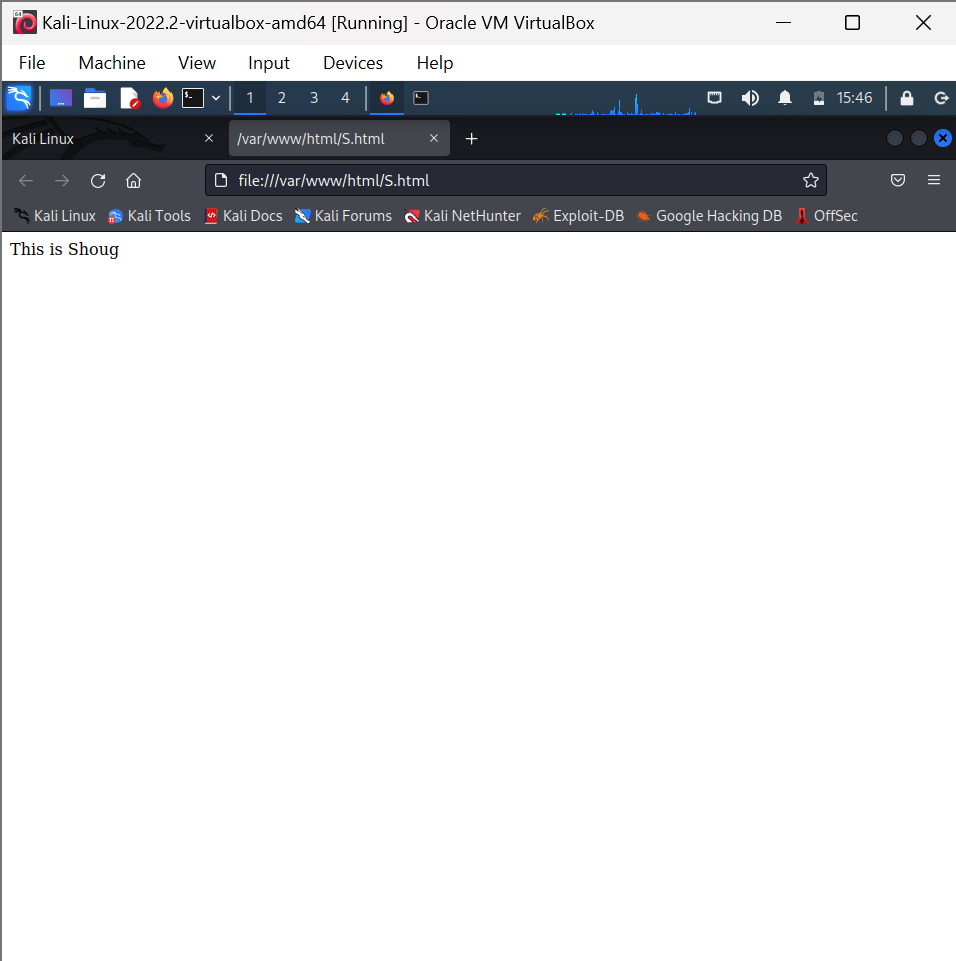 Kali-Linux-2022.2-virtualbox-amd64 [Running] - Oracle VM VirtualBox
File Machine View Input Devices Help
1 2 3 4 15:46
Kali Linux /var/www/html/S.html
file:///var/www/html/S.html
Kali Linux Kali Tools Kali Docs Kali Forums Kali NetHunter Exploit-DB Google Hacking DB OffSec
This is Shoug